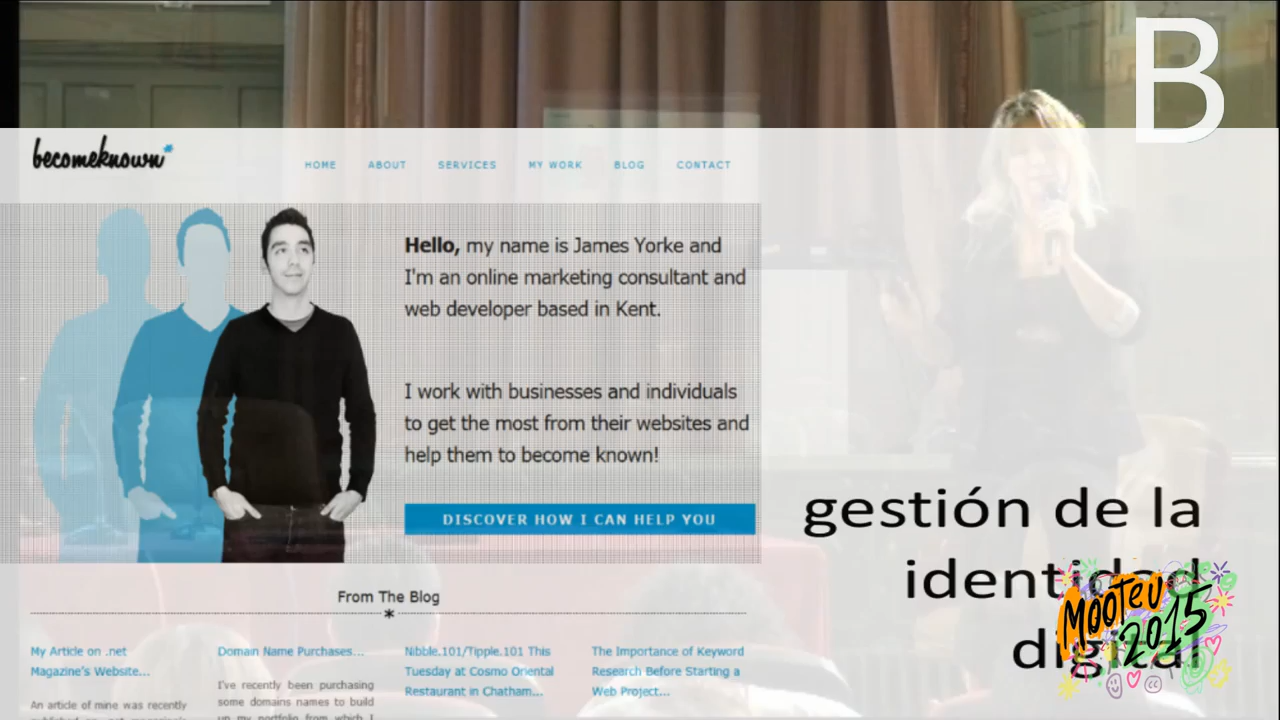 B
becomeknown
HOME ABOUT SERVICES MY WORK BLOG CONTACT
Hello, my name is James Yorke and
I'm an online marketing consultant and
web developer based in Kent.
I work with businesses and individuals
to get the most from their websites and
help them to become known!
DISCOVER HOW I CAN HELP YOU
gestión de la
identidad
digital
MOOTEU
2015
From The Blog
My Article on .net
Magazine's Website...
An article of mine was recently
Domain Name Purchases...
I've recently been purchasing
some domains names to build
up my portfolio from which I
Nibble.101/Tipple.101 This
Tuesday at Cosmo Oriental
Restaurant in Chatham...
The Importance of Keyword
Research Before Starting a
Web Project...